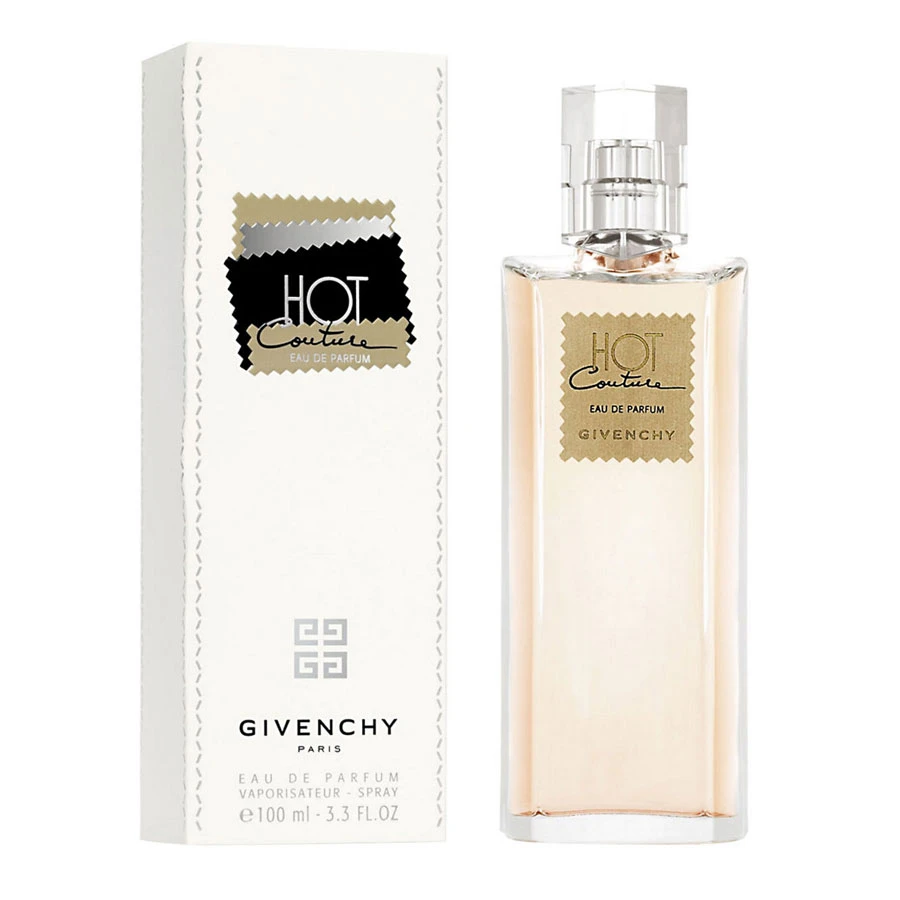 HOT
Couture
EAU DE PARFUM
GIVENCHY
PARIS
EAU DE PARFUM
VAPORISATEUR - SPRAY
℮100 ml - 3.3 FL.OZ
HOT
Couture
EAU DE PARFUM
GIVENCHY